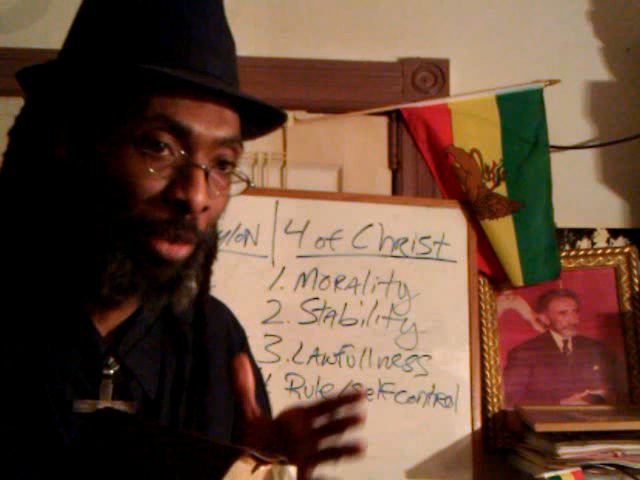 4 of Christ
1. Morality
2. Stability
3. Lawfullness
Rule/self-control